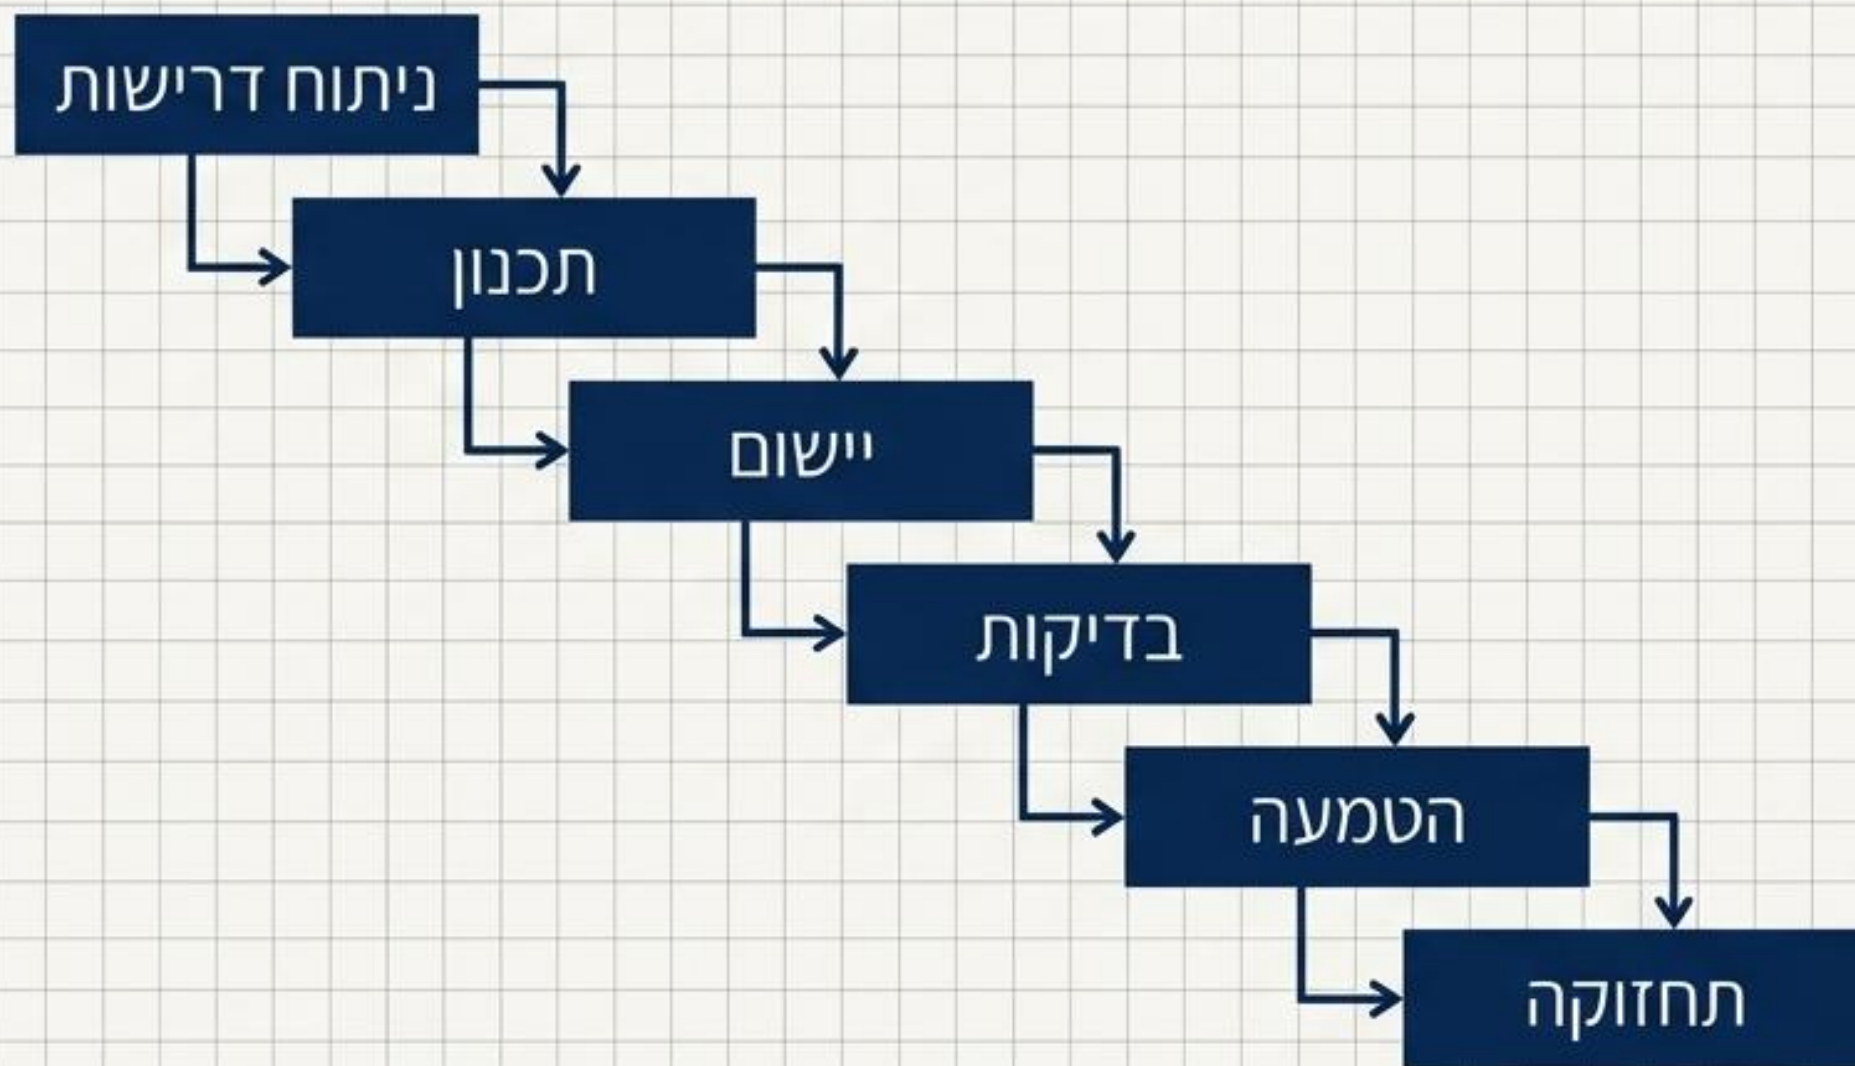 ניתוח דרישות
תכנון
יישום
בדיקות
הטמעה
תחזוקה